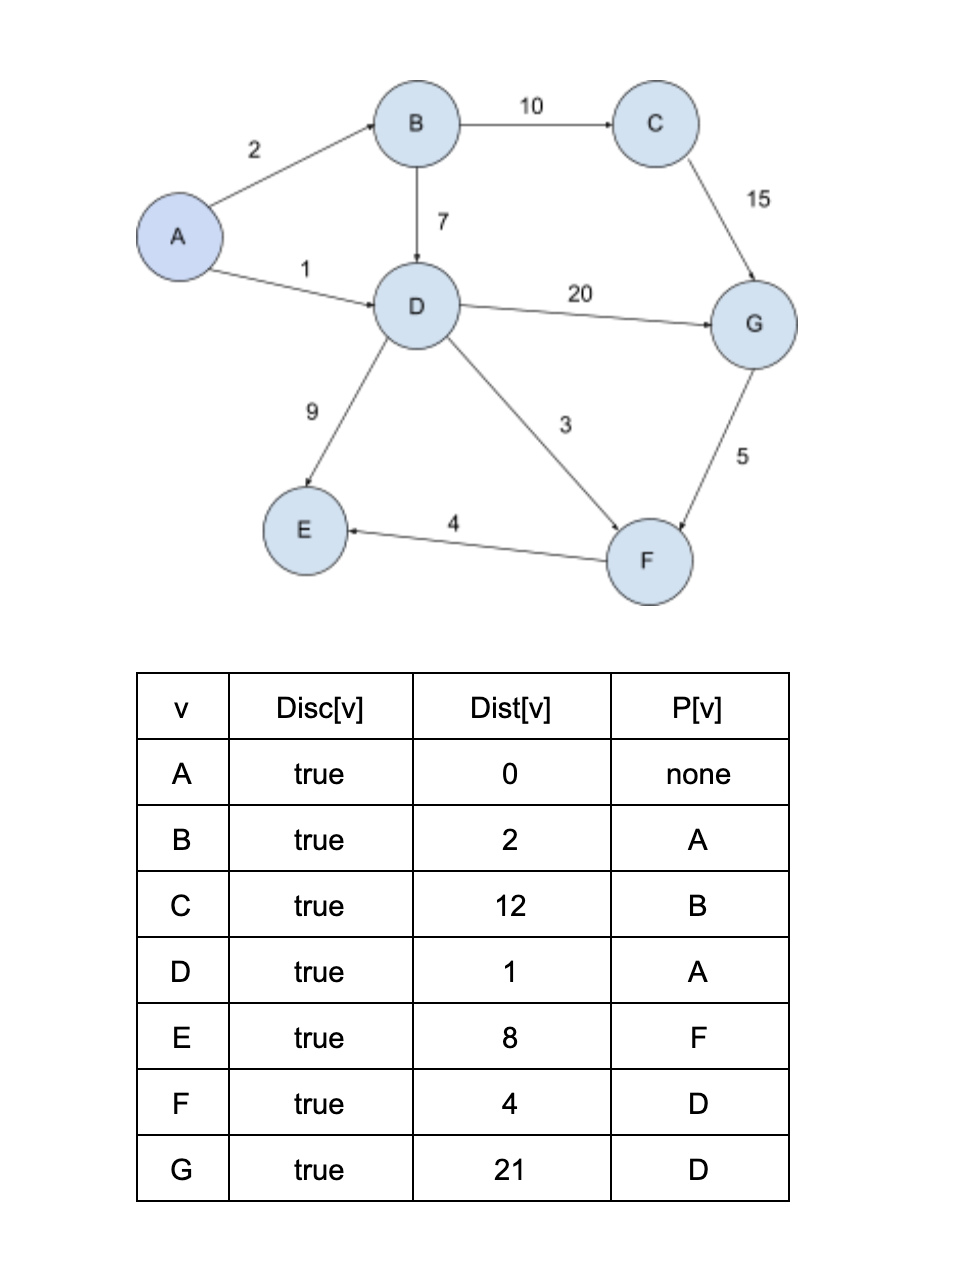 B
10
C
2
15
A
7
1
D
20
G
9
3
5
E
4
F
v Disc[v] Dist[v] P[v]
A true 0 none
B true 2 A
C true 12 B
D true 1 A
E true 8 F
F true 4 D
G true 21 D